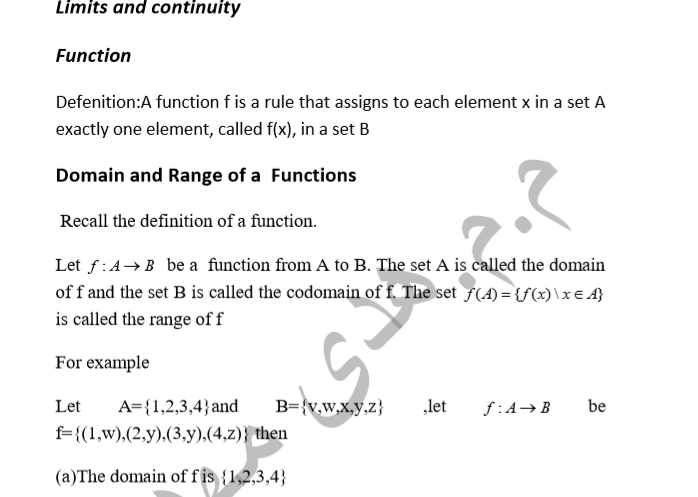 Limits and continuity
Function
Defenition:A function f is a rule that assigns to each element x in a set A
exactly one element, called f(x), in a set B
Domain and Range of a Functions
Recall the definition of a function.
Let f : A → B be a function from A to B. The set A is called the domain
of f and the set B is called the codomain of f. The set f(A) = {f(x) \ x ∈ A}
is called the range of f
For example
Let A={1,2,3,4}and B={v,w,x,y,z} ,let f : A → B be
f={(1,w),(2,y),(3,y),(4,z)} then
(a)The domain of f is {1,2,3,4}
م.م. هدى